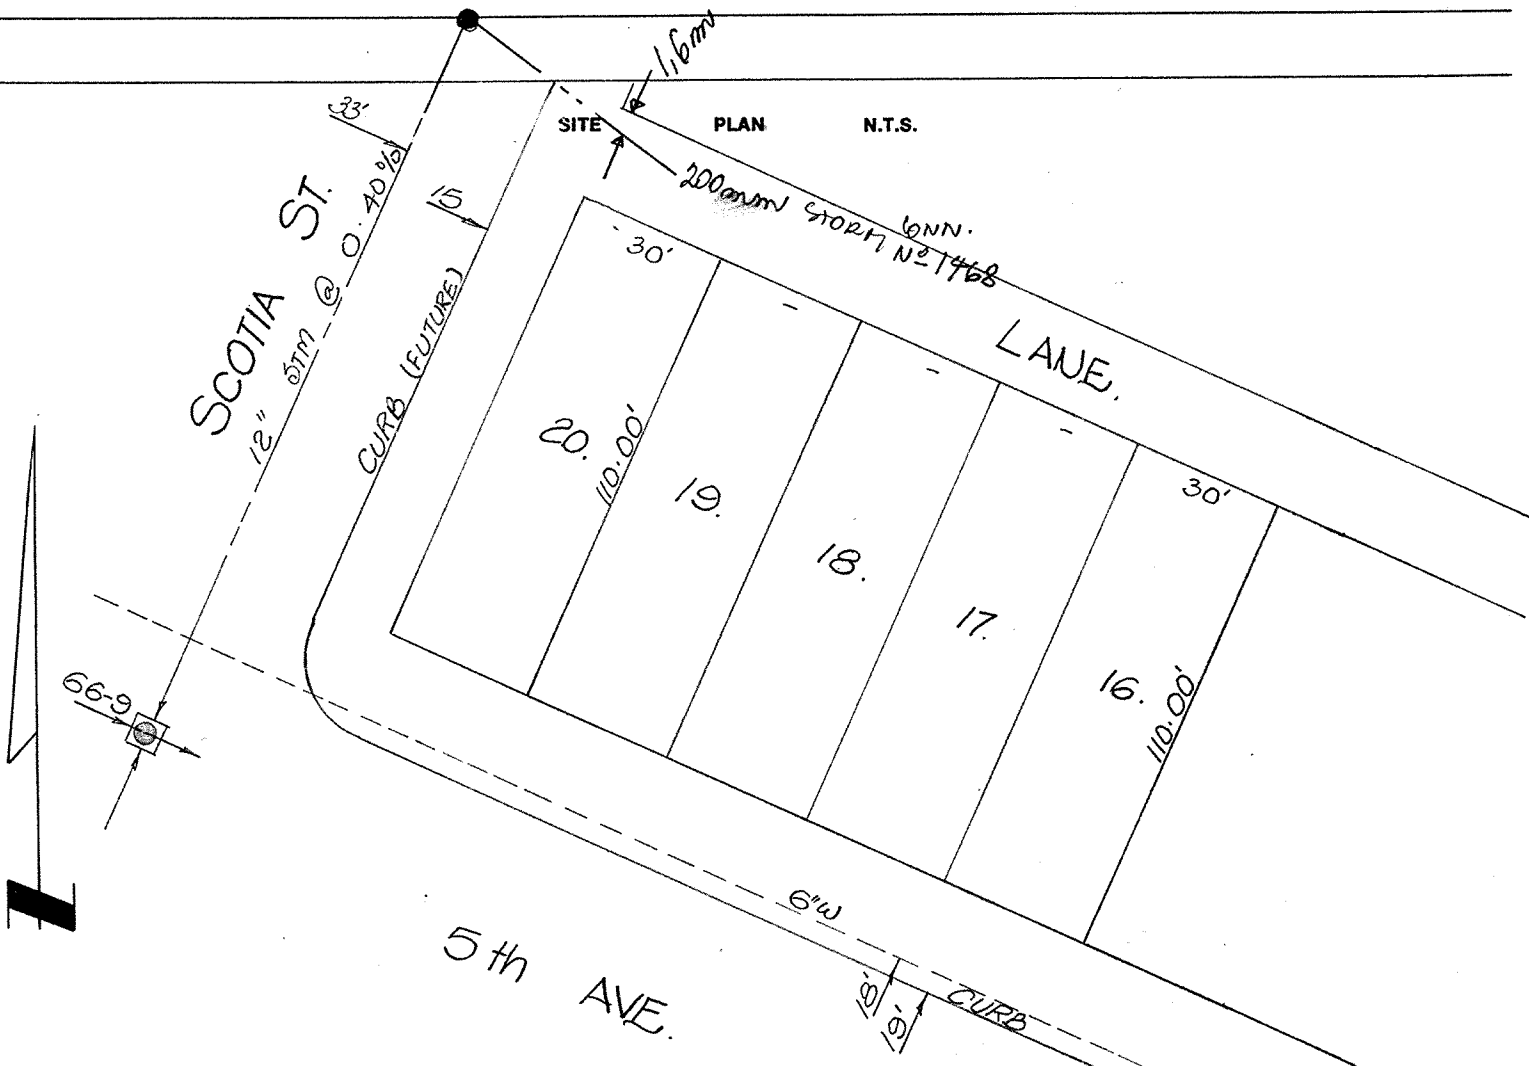 1,6m
33'
SITE PLAN N.T.S.
200mm STORM CONN.
Nº 1468
SCOTIA ST.
12" STM @ 0.40%
15
CURB (FUTURE)
30'
LANE.
20.
110.00'
19.
18.
17.
30'
16.
110.00'
66-9
6"W
5th AVE.
18'
19'
CURB